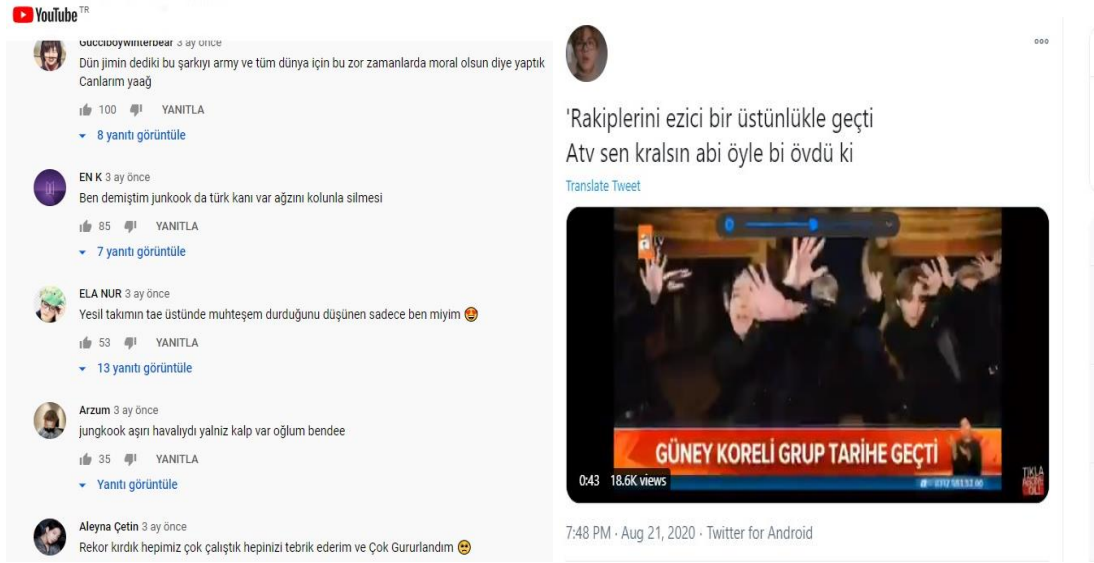 YouTube TR
Gucciboywinterbear 3 ay önce
Dün jimin dediki bu şarkıyı army ve tüm dünya için bu zor zamanlarda moral olsun diye yaptık
Canlarım yaağ
100 YANITLA
8 yanıtı görüntüle
EN K 3 ay önce
Ben demiştim junkook da türk kanı var ağzını kolunla silmesi
85 YANITLA
7 yanıtı görüntüle
ELA NUR 3 ay önce
Yesil takımın tae üstünde muhteşem durduğunu düşünen sadece ben miyim 🤩
53 YANITLA
13 yanıtı görüntüle
Arzum 3 ay önce
jungkook aşırı havalıydı yalniz kalp var oğlum bendee
35 YANITLA
Yanıtı görüntüle
Aleyna Çetin 3 ay önce
Rekor kırdık hepimiz çok çalıştık hepinizi tebrik ederim ve Çok Gururlandım 🥺
'Rakiplerini ezici bir üstünlükle geçti
Atv sen kralsın abi öyle bi övdü ki
Translate Tweet
GÜNEY KORELİ GRUP TARİHE GEÇTİ
0:43 18.6K views
TIKLA
7:48 PM · Aug 21, 2020 · Twitter for Android